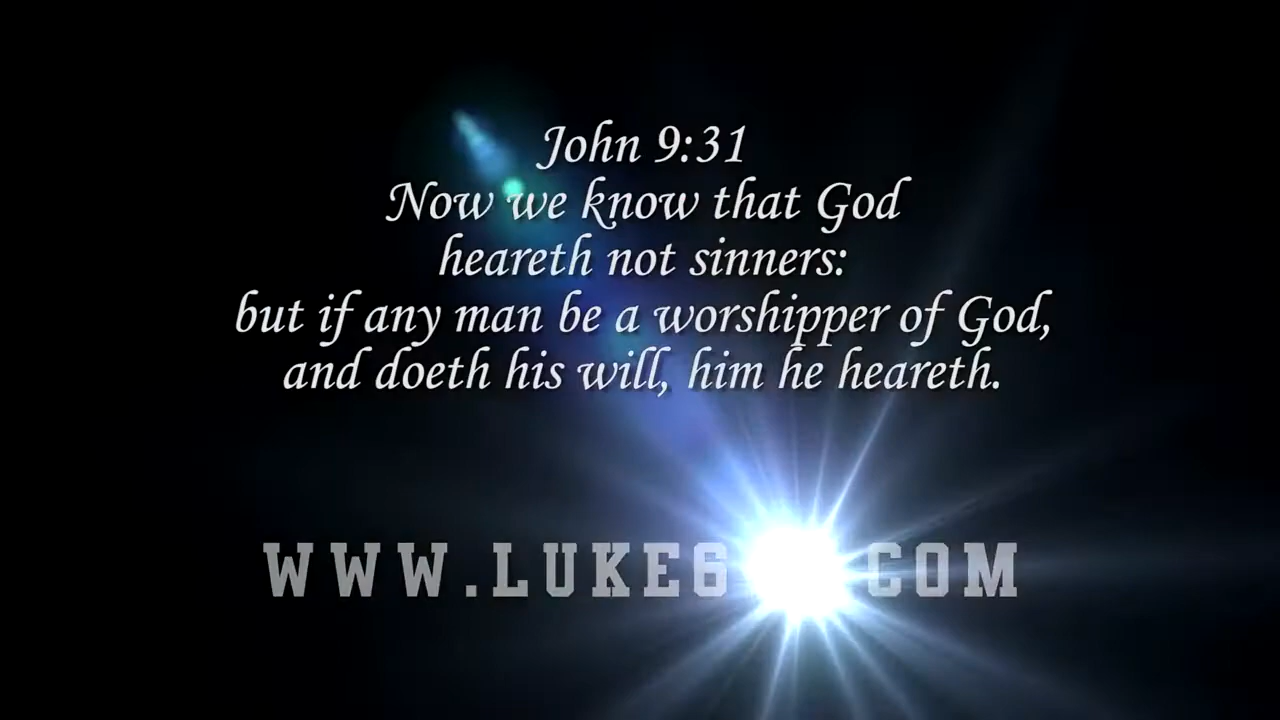 John 9:31
Now we know that God
heareth not sinners:
but if any man be a worshipper of God,
and doeth his will, him he heareth.
WWW.LUKE6 COM